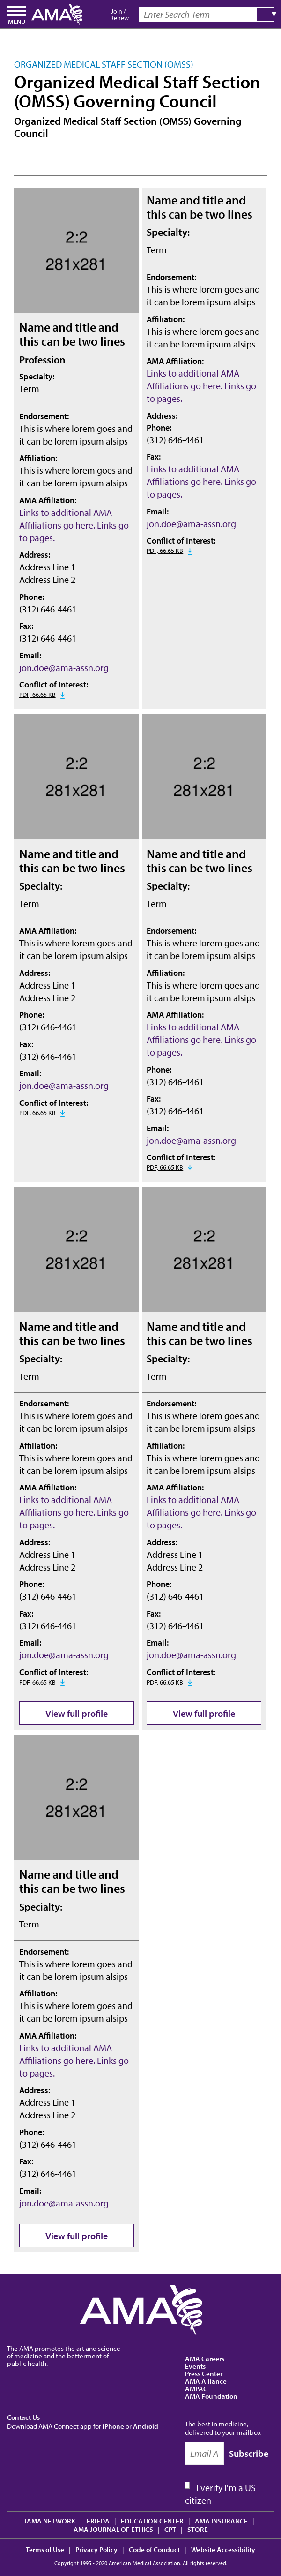 MENU
AMA
Join /
Renew
Enter Search Term
ORGANIZED MEDICAL STAFF SECTION (OMSS)
Organized Medical Staff Section
(OMSS) Governing Council
Organized Medical Staff Section (OMSS) Governing
Council
2:2
281x281
Name and title and
this can be two lines
Profession
Specialty:
Term
Endorsement:
This is where lorem goes and
it can be lorem ipsum alsips
Affiliation:
This is where lorem goes and
it can be lorem ipsum alsips
AMA Affiliation:
Links to additional AMA
Affiliations go here. Links go
to pages.
Address:
Address Line 1
Address Line 2
Phone:
(312) 646-4461
Fax:
(312) 646-4461
Email:
jon.doe@ama-assn.org
Conflict of Interest:
PDF, 66.65 KB
Name and title and
this can be two lines
Specialty:
Term
Endorsement:
This is where lorem goes and
it can be lorem ipsum alsips
Affiliation:
This is where lorem goes and
it can be lorem ipsum alsips
AMA Affiliation:
Links to additional AMA
Affiliations go here. Links go
to pages.
Address:
Phone:
(312) 646-4461
Fax:
Links to additional AMA
Affiliations go here. Links go
to pages.
Email:
jon.doe@ama-assn.org
Conflict of Interest:
PDF, 66.65 KB
2:2
281x281
Name and title and
this can be two lines
Specialty:
Term
AMA Affiliation:
This is where lorem goes and
it can be lorem ipsum alsips
Address:
Address Line 1
Address Line 2
Phone:
(312) 646-4461
Fax:
(312) 646-4461
Email:
jon.doe@ama-assn.org
Conflict of Interest:
PDF, 66.65 KB
2:2
281x281
Name and title and
this can be two lines
Specialty:
Term
Endorsement:
This is where lorem goes and
it can be lorem ipsum alsips
Affiliation:
This is where lorem goes and
it can be lorem ipsum alsips
AMA Affiliation:
Links to additional AMA
Affiliations go here. Links go
to pages.
Phone:
(312) 646-4461
Fax:
(312) 646-4461
Email:
jon.doe@ama-assn.org
Conflict of Interest:
PDF, 66.65 KB
2:2
281x281
Name and title and
this can be two lines
Specialty:
Term
Endorsement:
This is where lorem goes and
it can be lorem ipsum alsips
Affiliation:
This is where lorem goes and
it can be lorem ipsum alsips
AMA Affiliation:
Links to additional AMA
Affiliations go here. Links go
to pages.
Address:
Address Line 1
Address Line 2
Phone:
(312) 646-4461
Fax:
(312) 646-4461
Email:
jon.doe@ama-assn.org
Conflict of Interest:
PDF, 66.65 KB
View full profile
2:2
281x281
Name and title and
this can be two lines
Specialty:
Term
Endorsement:
This is where lorem goes and
it can be lorem ipsum alsips
Affiliation:
This is where lorem goes and
it can be lorem ipsum alsips
AMA Affiliation:
Links to additional AMA
Affiliations go here. Links go
to pages.
Address:
Address Line 1
Address Line 2
Phone:
(312) 646-4461
Fax:
(312) 646-4461
Email:
jon.doe@ama-assn.org
Conflict of Interest:
PDF, 66.65 KB
View full profile
2:2
281x281
Name and title and
this can be two lines
Specialty:
Term
Endorsement:
This is where lorem goes and
it can be lorem ipsum alsips
Affiliation:
This is where lorem goes and
it can be lorem ipsum alsips
AMA Affiliation:
Links to additional AMA
Affiliations go here. Links go
to pages.
Address:
Address Line 1
Address Line 2
Phone:
(312) 646-4461
Fax:
(312) 646-4461
Email:
jon.doe@ama-assn.org
View full profile
AMA
The AMA promotes the art and science
of medicine and the betterment of
public health.
Contact Us
Download AMA Connect app for iPhone or Android
AMA Careers
Events
Press Center
AMA Alliance
AMPAC
AMA Foundation
The best in medicine,
delivered to your mailbox
Email A
Subscribe
I verify I'm a US
citizen
JAMA NETWORK | FRIEDA | EDUCATION CENTER | AMA INSURANCE |
AMA JOURNAL OF ETHICS | CPT | STORE
Terms of Use | Privacy Policy | Code of Conduct | Website Accessibility
Copyright 1995 - 2020 American Medical Association. All rights reserved.